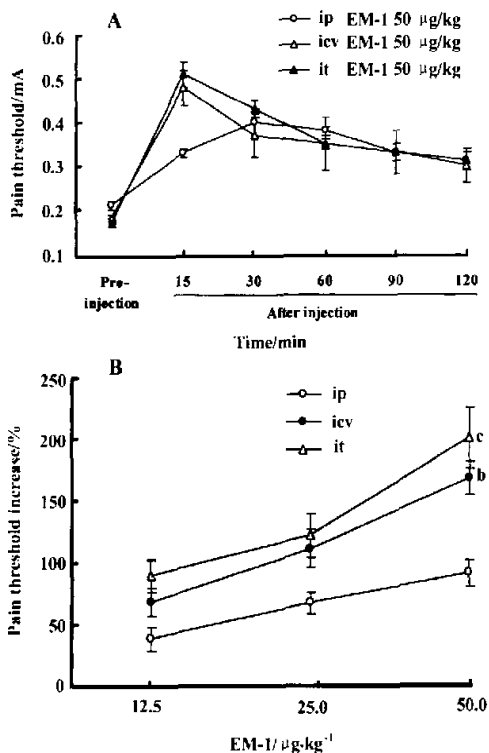 A
ip EM-1 50 μg/kg
icv EM-1 50 μg/kg
it EM-1 50 μg/kg
Pain threshold/mA
0.6
0.5
0.4
0.3
0.2
0.1
Pre-
injection
15 30 60 90 120
After injection
Time/min
B
ip
icv
it
Pain threshold increase/%
250
200
150
100
50
0
c
b
12.5 25.0 50.0
EM-1/ μg·kg⁻¹